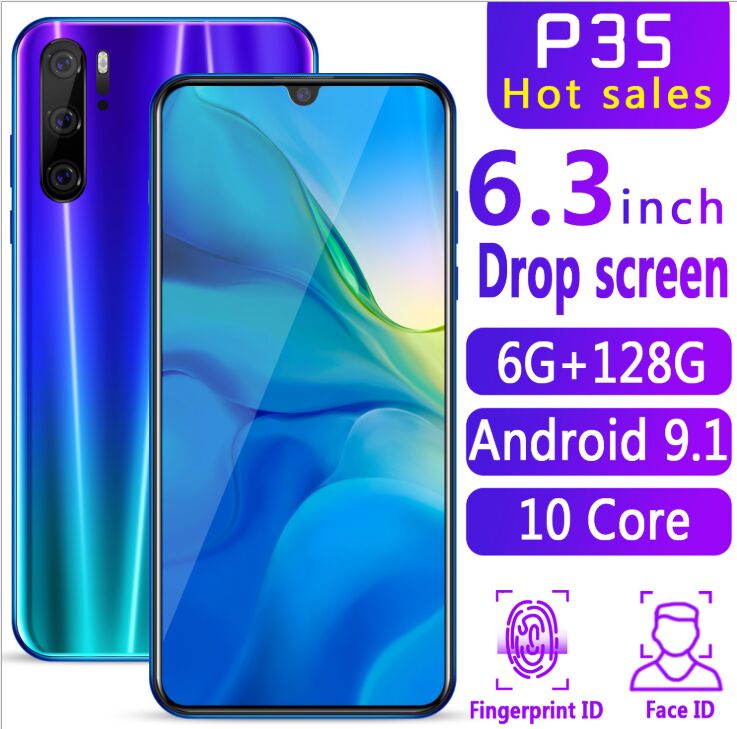 P35
Hot sales
6.3inch
Drop screen
6G+128G
Android 9.1
10 Core
Fingerprint ID
Face ID